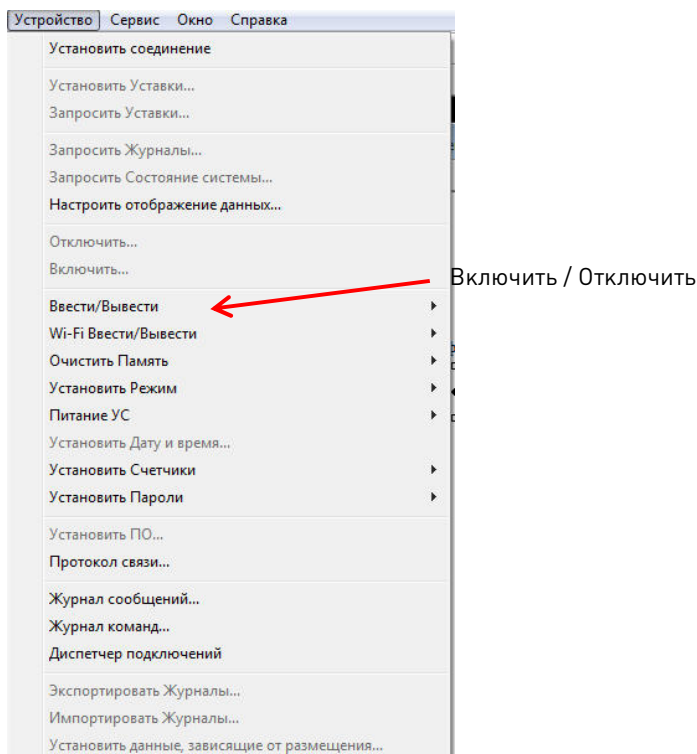 Устройство Сервис Окно Справка
Установить соединение
Установить Уставки...
Запросить Уставки...
Запросить Журналы...
Запросить Состояние системы...
Настроить отображение данных...
Отключить...
Включить...
Включить / Отключить
Ввести/Вывести
Wi-Fi Ввести/Вывести
Очистить Память
Установить Режим
Питание УС
Установить Дату и время...
Установить Счетчики
Установить Пароли
Установить ПО...
Протокол связи...
Журнал сообщений...
Журнал команд...
Диспетчер подключений
Экспортировать Журналы...
Импортировать Журналы...
Установить данные, зависящие от размещения...